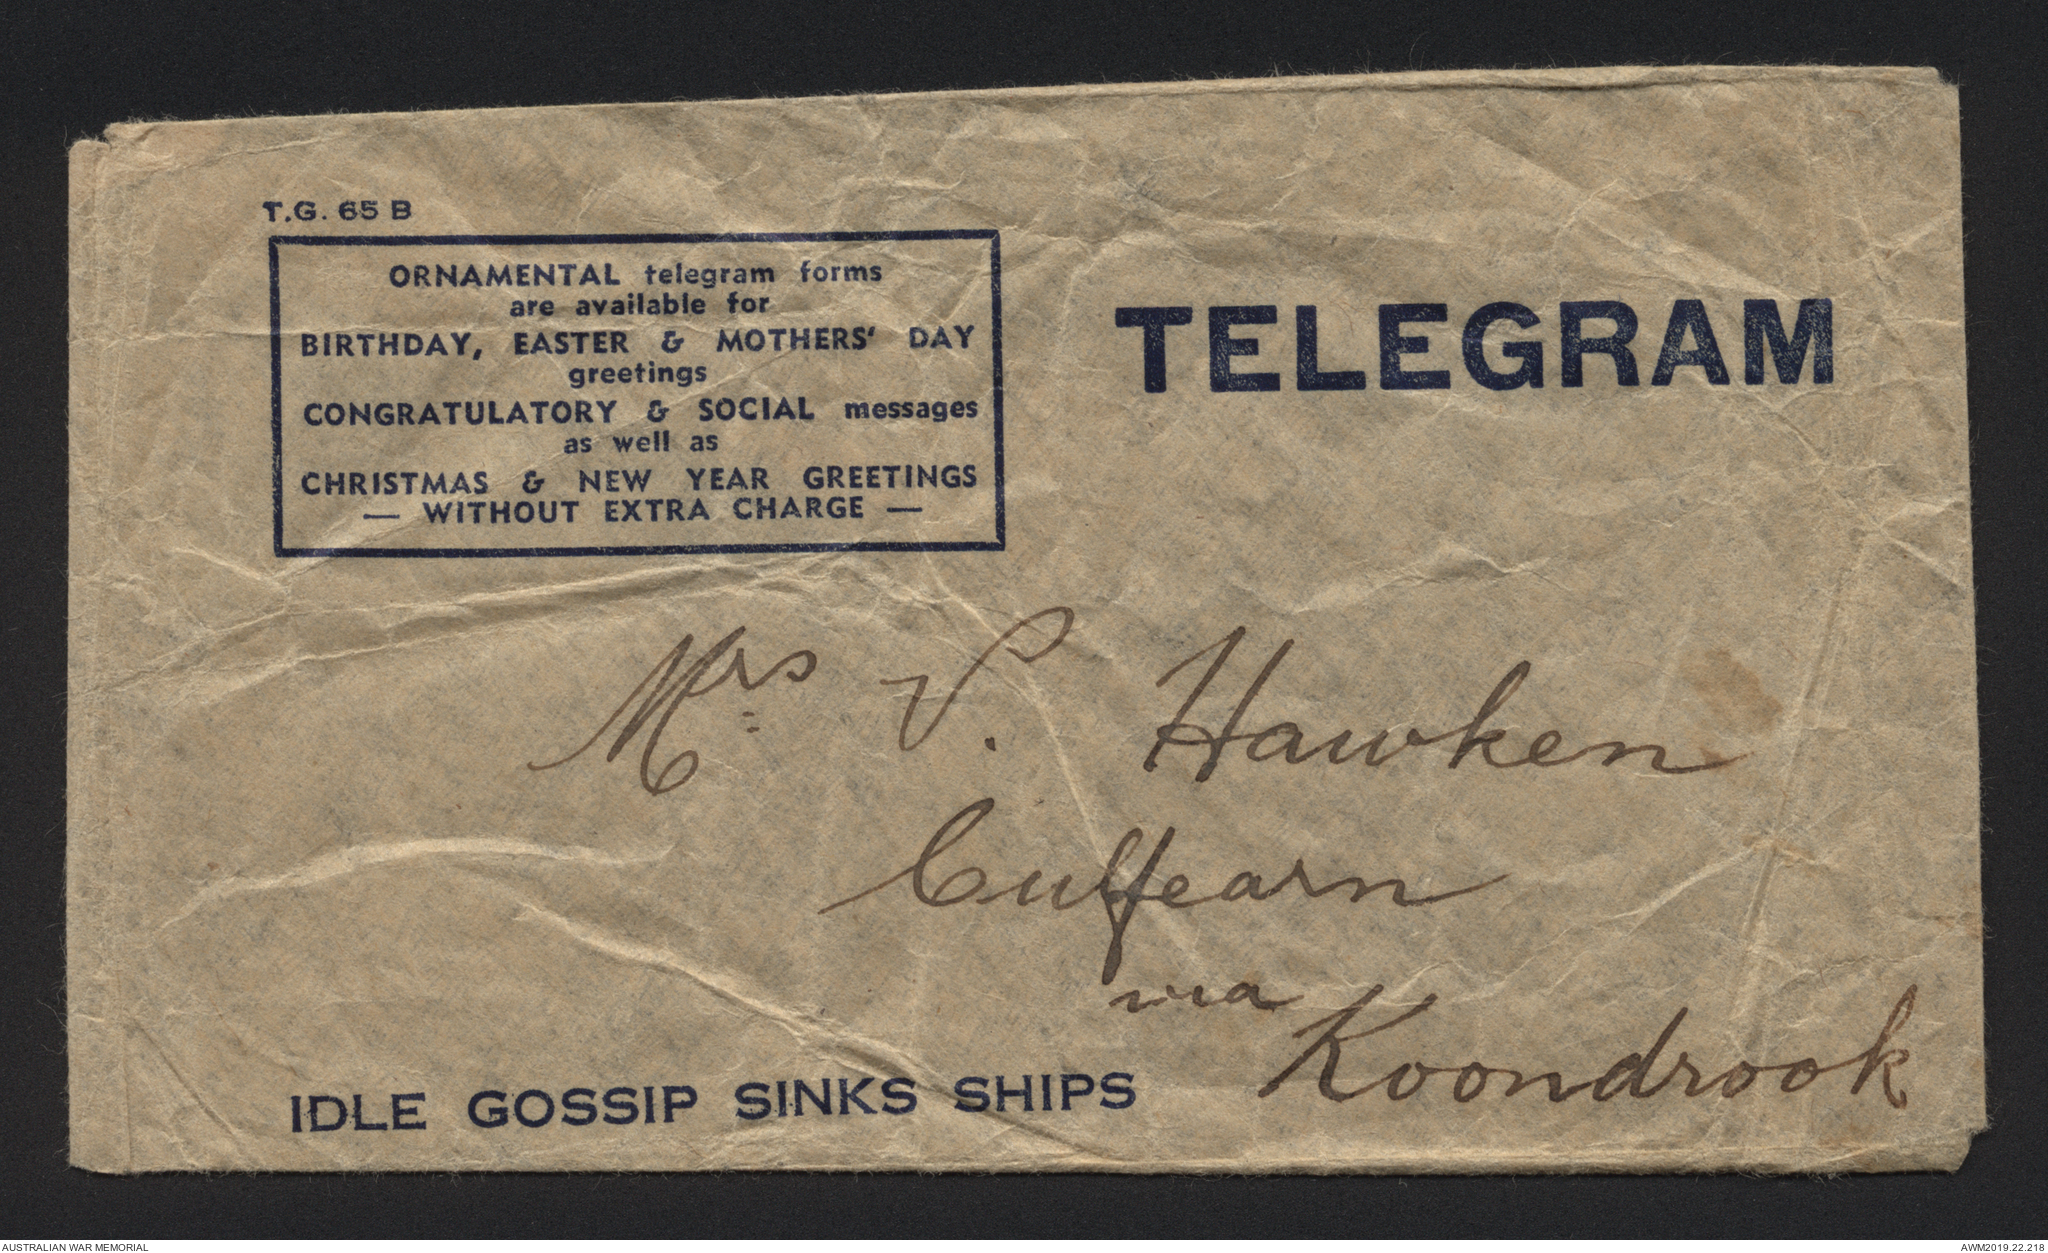 T.G. 65 B
ORNAMENTAL telegram forms
are available for
BIRTHDAY, EASTER & MOTHERS' DAY
greetings
CONGRATULATORY & SOCIAL messages
as well as
CHRISTMAS & NEW YEAR GREETINGS
— WITHOUT EXTRA CHARGE —
TELEGRAM
Mrs V. Hawken
Cullfearn
via
Koondrook
IDLE GOSSIP SINKS SHIPS
AUSTRALIAN WAR MEMORIAL
AWM2019.22.218